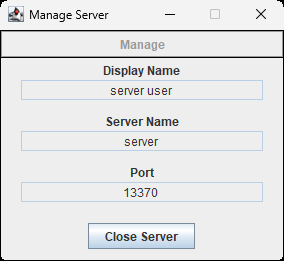 Manage Server
Manage
Display Name
server user
Server Name
server
Port
13370
Close Server